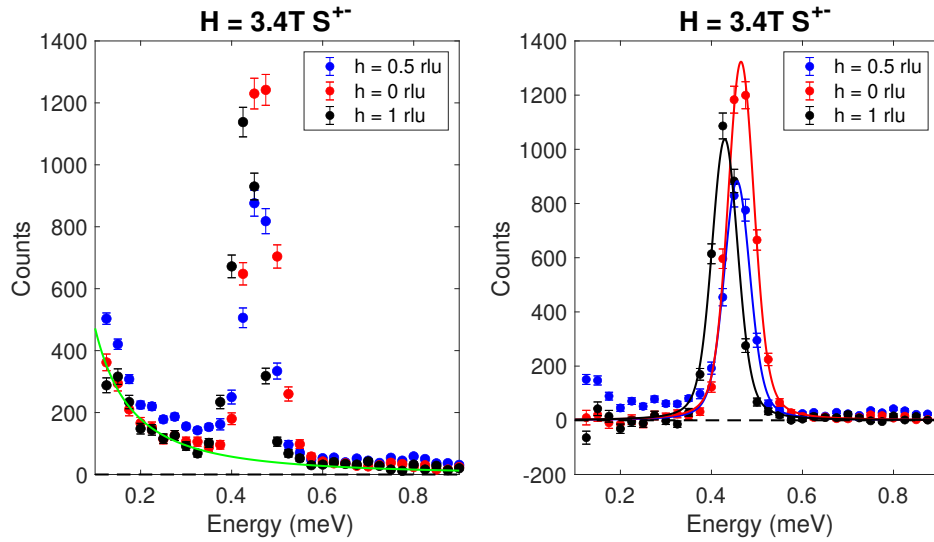 H = 3.4T S+-
1400
1200
1000
800
600
400
200
0
0.2
0.4
0.6
0.8
Counts
Energy (meV)
h = 0.5 rlu
h = 0 rlu
h = 1 rlu
H = 3.4T S+-
1400
1200
1000
800
600
400
200
0
-200
0.2
0.4
0.6
0.8
Counts
Energy (meV)
h = 0.5 rlu
h = 0 rlu
h = 1 rlu